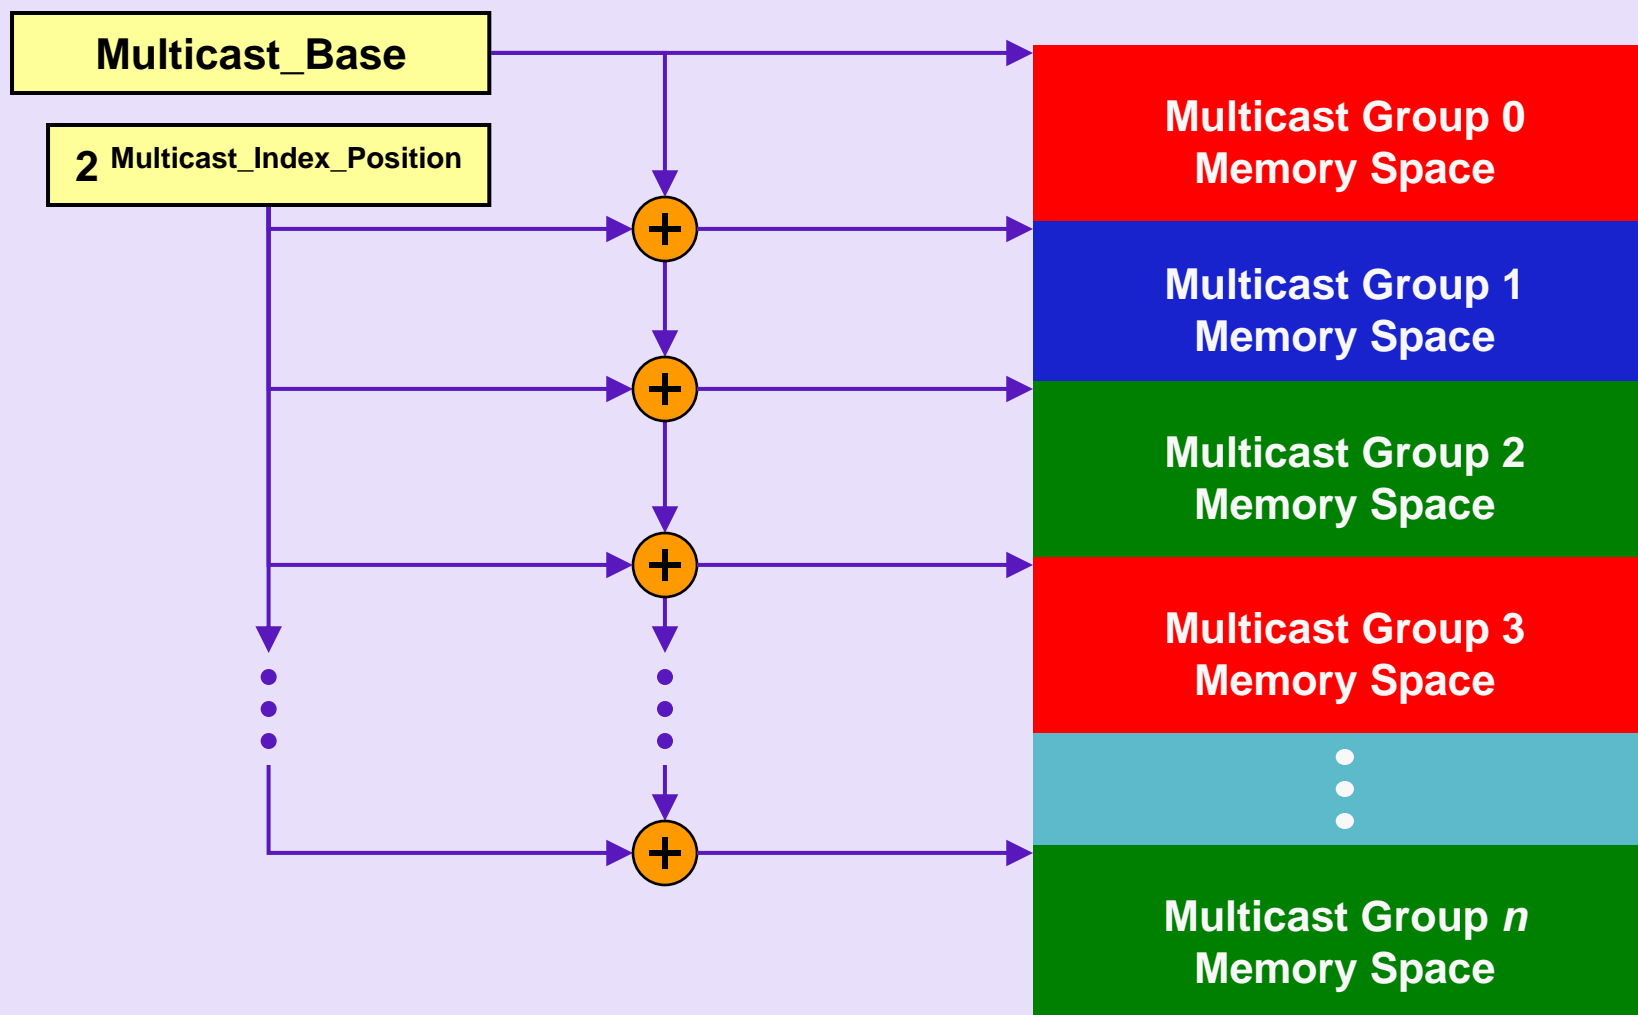 Multicast_Base
2 Multicast_Index_Position
Multicast Group 0
Memory Space
+
Multicast Group 1
Memory Space
+
Multicast Group 2
Memory Space
+
Multicast Group 3
Memory Space
+
Multicast Group n
Memory Space